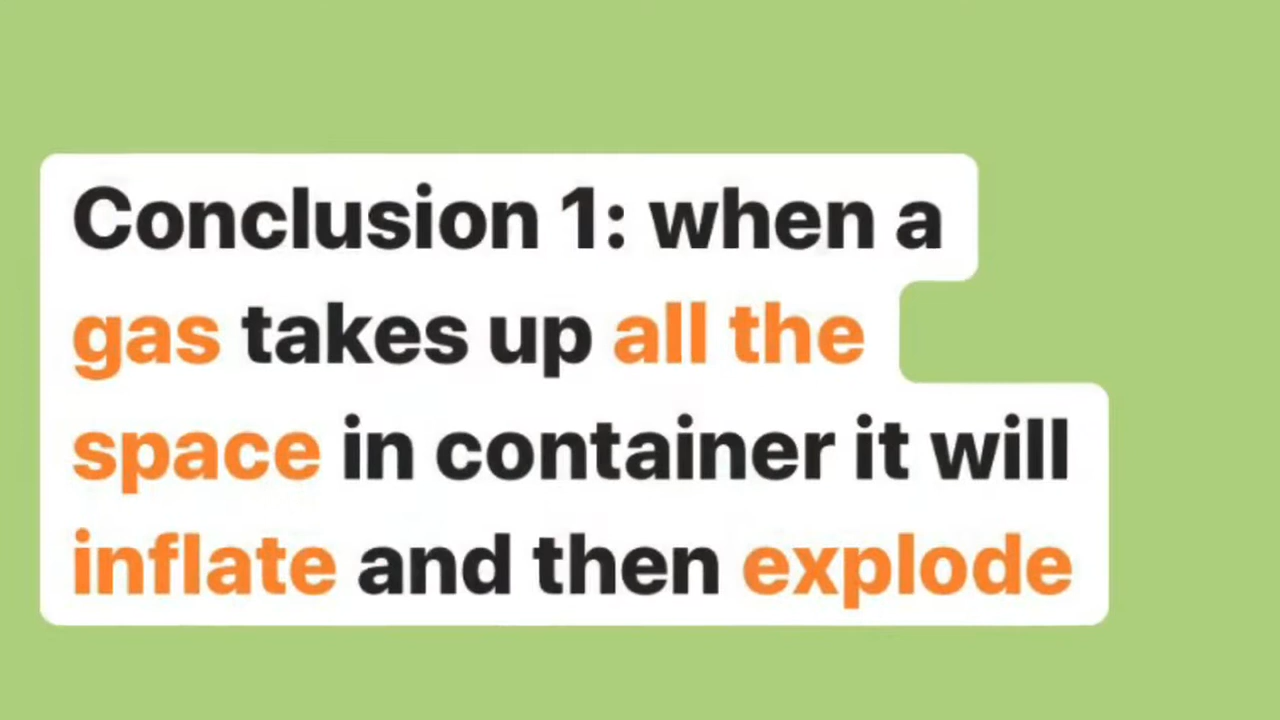 Conclusion 1: when a
gas takes up all the
space in container it will
inflate and then explode